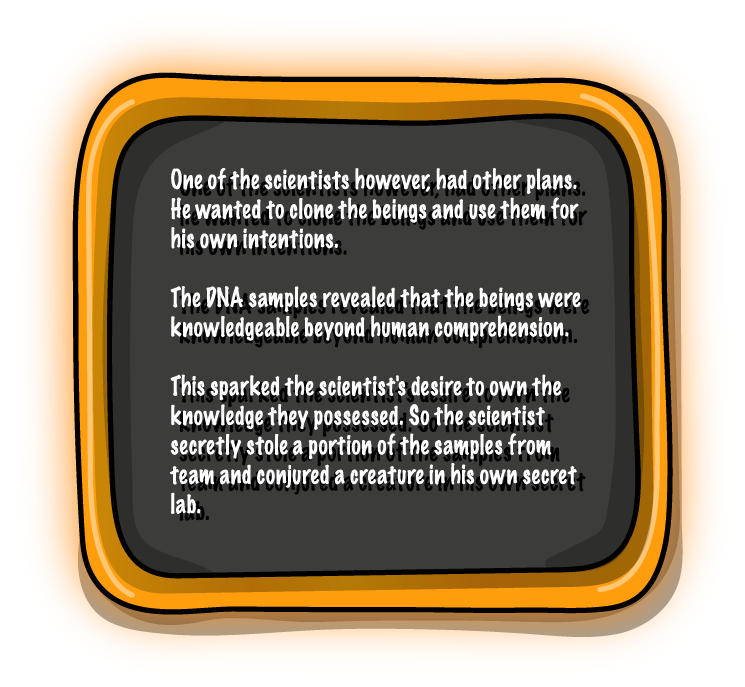 One of the scientists however, had other plans.
He wanted to clone the beings and use them for
his own intentions.
The DNA samples revealed that the beings were
knowledgeable beyond human comprehension.
This sparked the scientist's desire to own the
knowledge they possessed. So the scientist
secretly stole a portion of the samples from
team and conjured a creature in his own secret
lab.